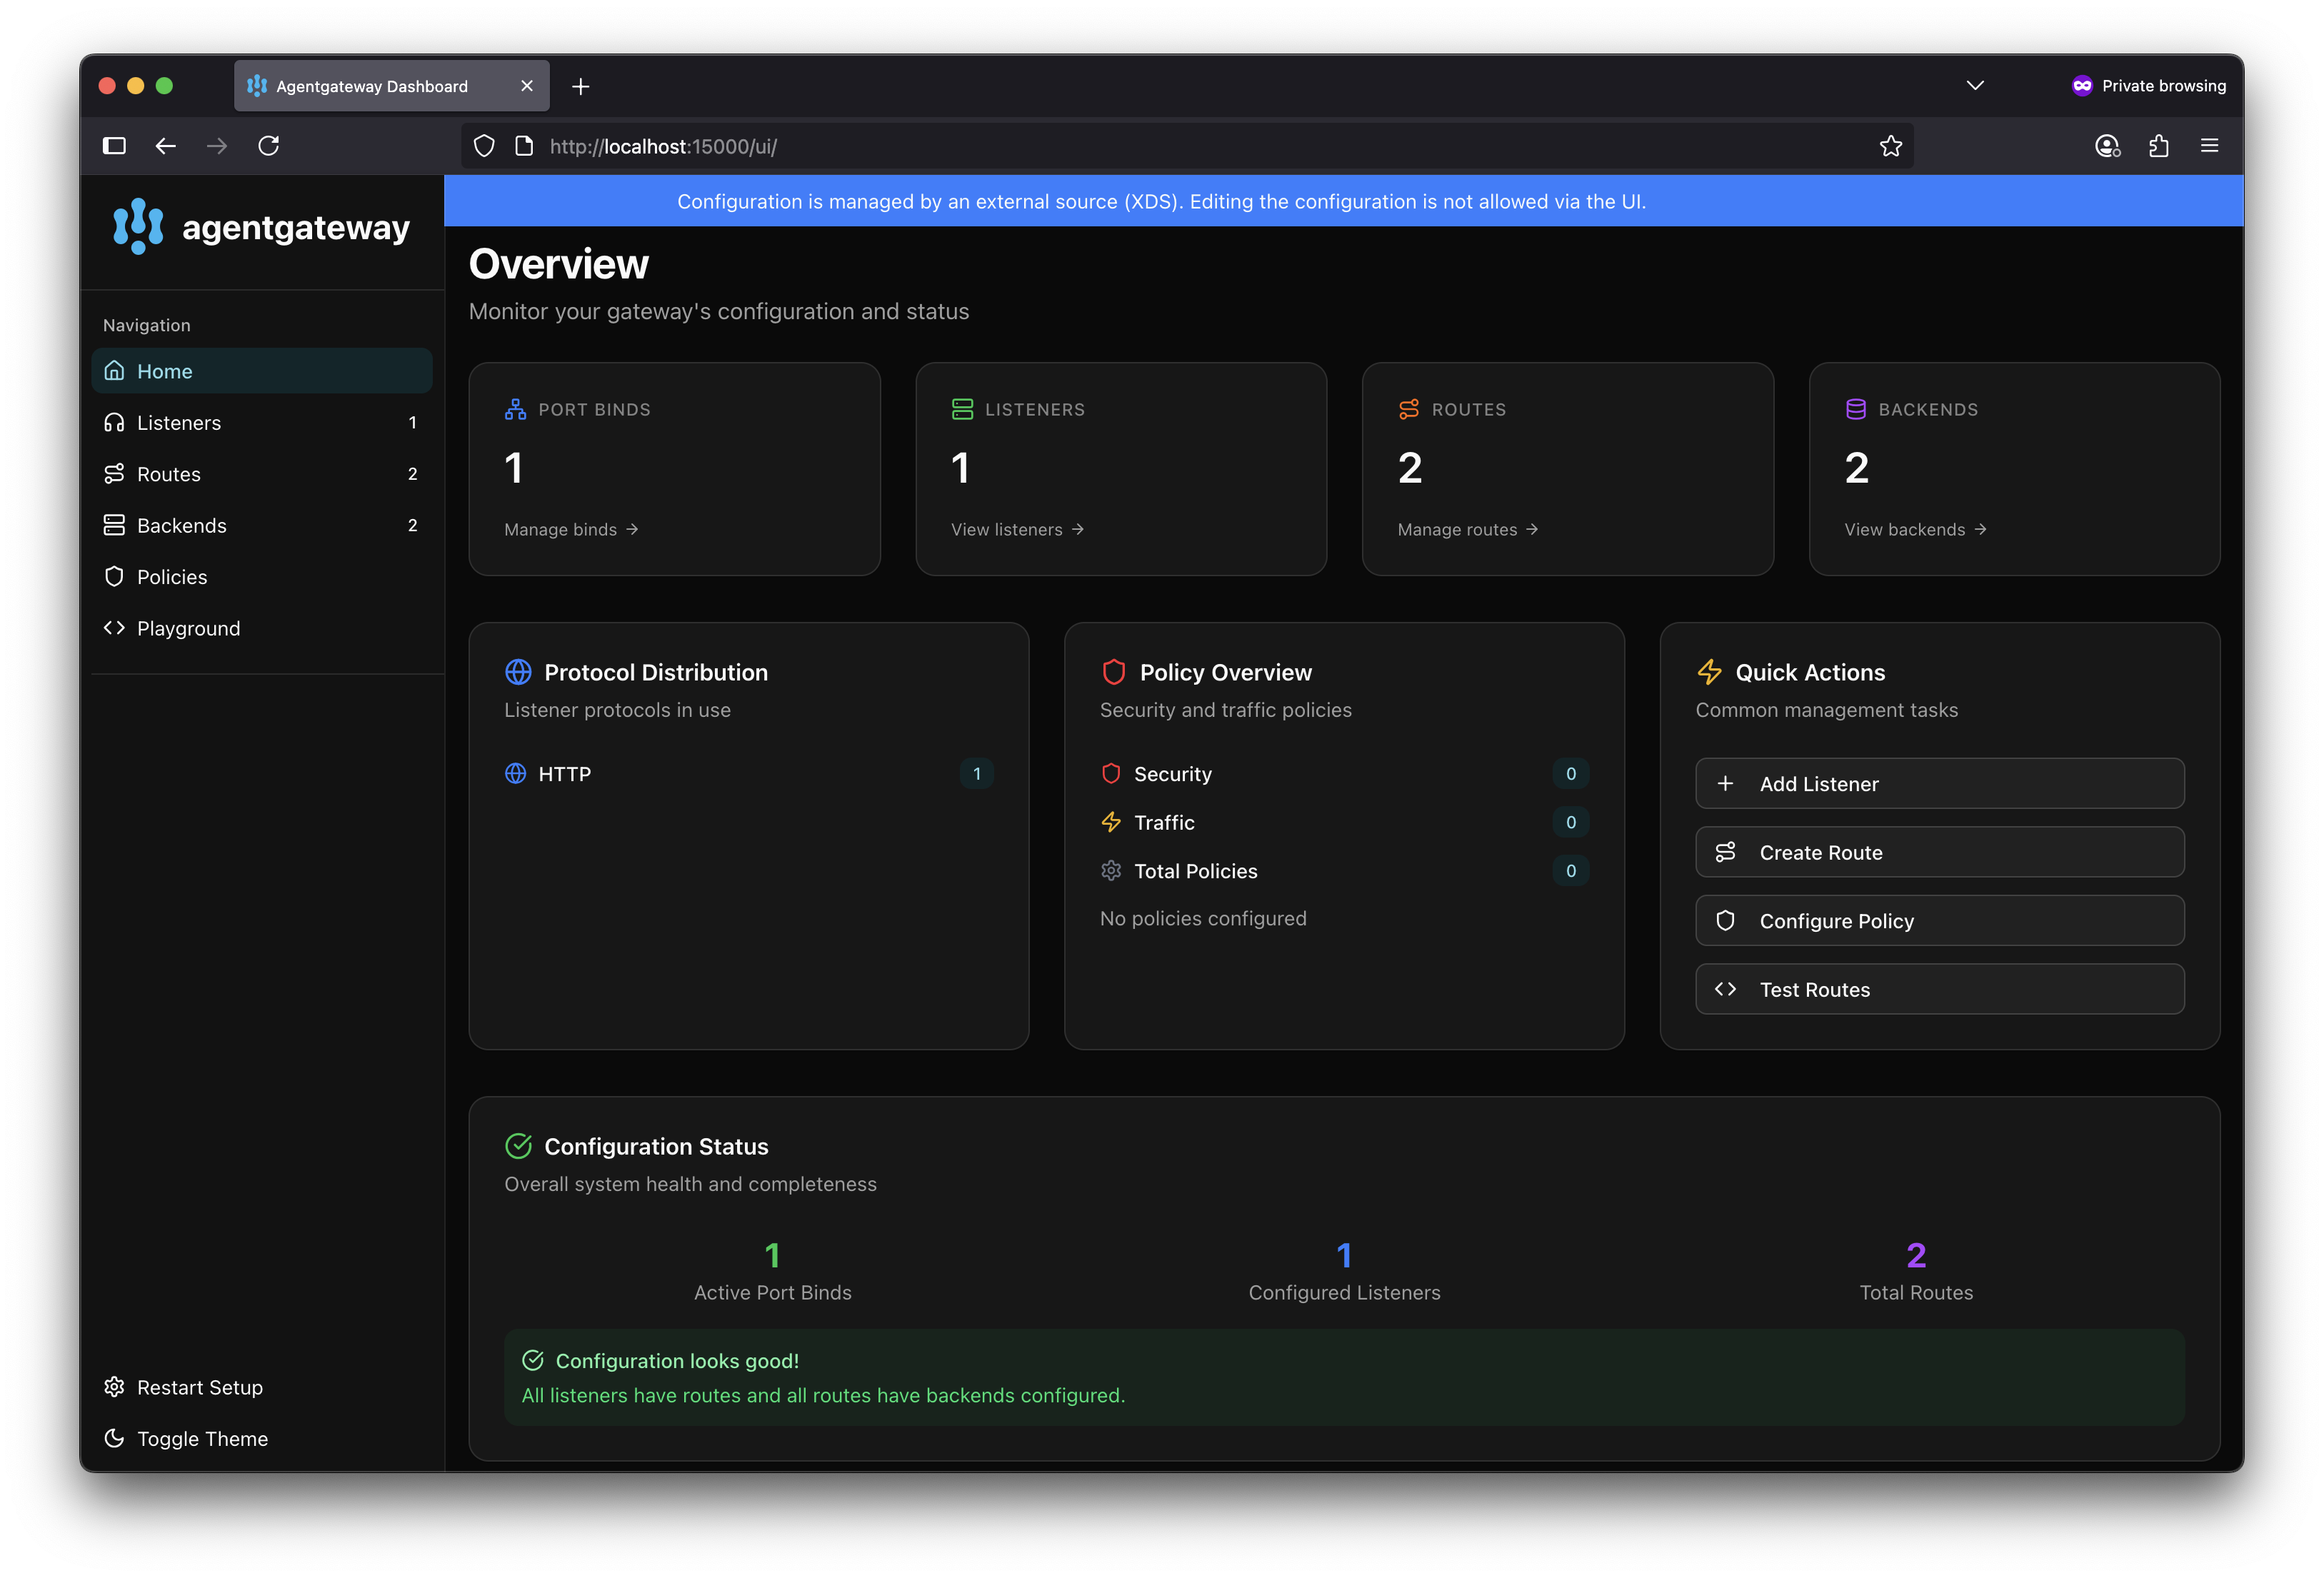 Agentgateway Dashboard
Private browsing
http://localhost:15000/ui/
agentgateway
Navigation
Home
Listeners 1
Routes 2
Backends 2
Policies
Playground
Restart Setup
Toggle Theme
Configuration is managed by an external source (XDS). Editing the configuration is not allowed via the UI.
Overview
Monitor your gateway's configuration and status
PORT BINDS
1
Manage binds →
LISTENERS
1
View listeners →
ROUTES
2
Manage routes →
BACKENDS
2
View backends →
Protocol Distribution
Listener protocols in use
HTTP 1
Policy Overview
Security and traffic policies
Security 0
Traffic 0
Total Policies 0
No policies configured
Quick Actions
Common management tasks
Add Listener
Create Route
Configure Policy
Test Routes
Configuration Status
Overall system health and completeness
1
Active Port Binds
1
Configured Listeners
2
Total Routes
Configuration looks good!
All listeners have routes and all routes have backends configured.